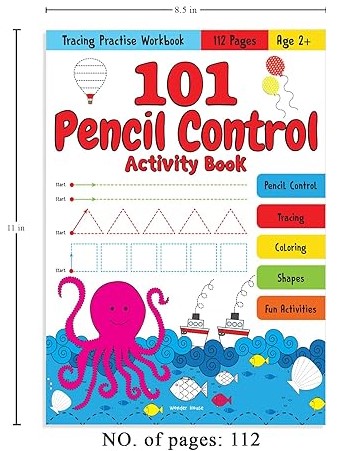 8.5 in
Tracing Practise Workbook 112 Pages Age 2+
101
Pencil Control
Activity Book
Start
Start
Start
Start
Pencil Control
Tracing
Coloring
Shapes
Fun Activities
11 in
Wonder House
NO. of pages: 112